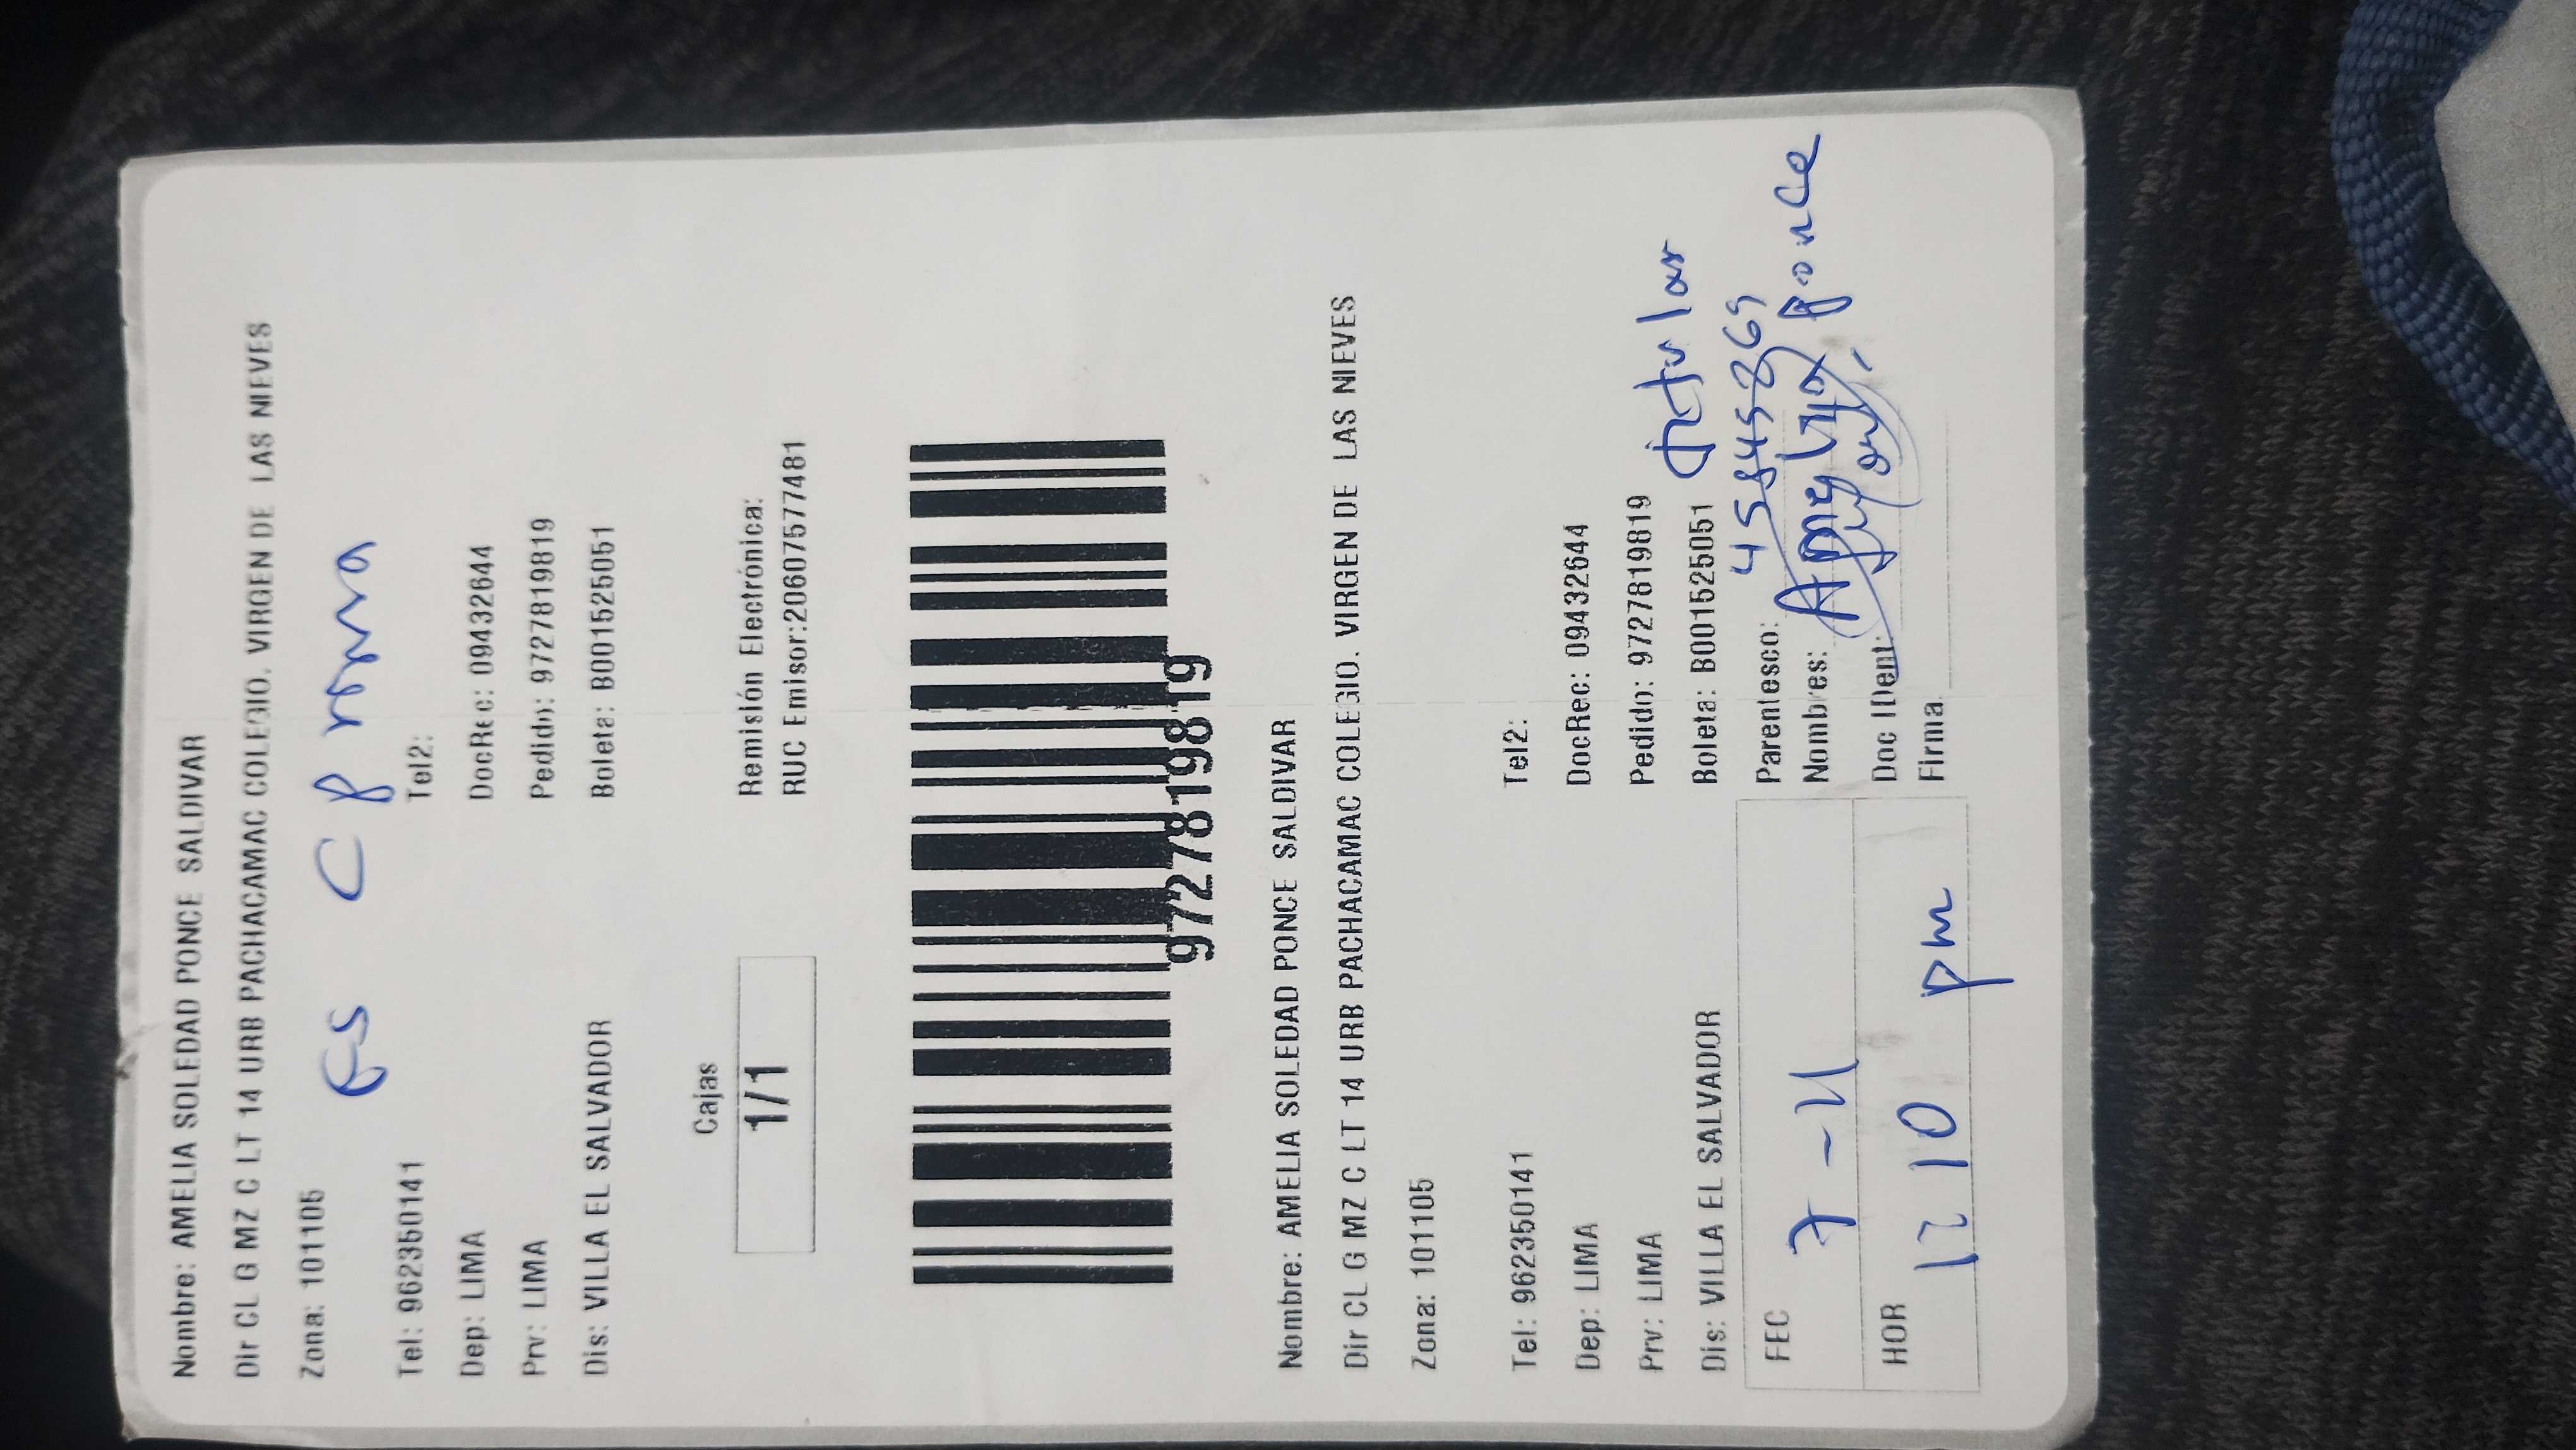 Nombre: AMELIA SOLEDAD PONCE SALDIVAR
Dir CL G MZ C LT 14 URB PACHACAMAC COLEGIO. VIRGEN DE LAS NIEVES
Zona: 101105
Tel: 962350141 Tel2:
Dep: LIMA DocRec: 09432644
Prv: LIMA Pedido: 9727819819
Dis: VILLA EL SALVADOR Boleta: B001525051
Cajas
1/1
Remisión Electrónica:
RUC Emisor:20607577481
9727819819
Nombre: AMELIA SOLEDAD PONCE SALDIVAR
Dir CL G MZ C LT 14 URB PACHACAMAC COLEGIO. VIRGEN DE LAS NIEVES
Zona: 101105
Tel: 962350141 Tel2:
Dep: LIMA DocRec: 09432644
Prv: LIMA Pedido: 9727819819
Dis: VILLA EL SALVADOR Boleta: B001525051 titular
FEC 7 - 11 Parentesco:
Nombres: Amelia Ponce
HOR 12 10 pm Doc IDent:
Firma